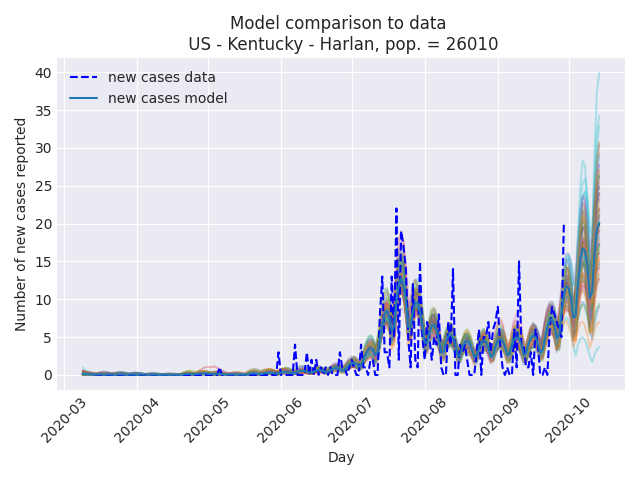 Model comparison to data
US - Kentucky - Harlan, pop. = 26010
new cases data
new cases model
Number of new cases reported
40
35
30
25
20
15
10
5
0
2020-03
2020-04
2020-05
2020-06
2020-07
2020-08
2020-09
2020-10
Day